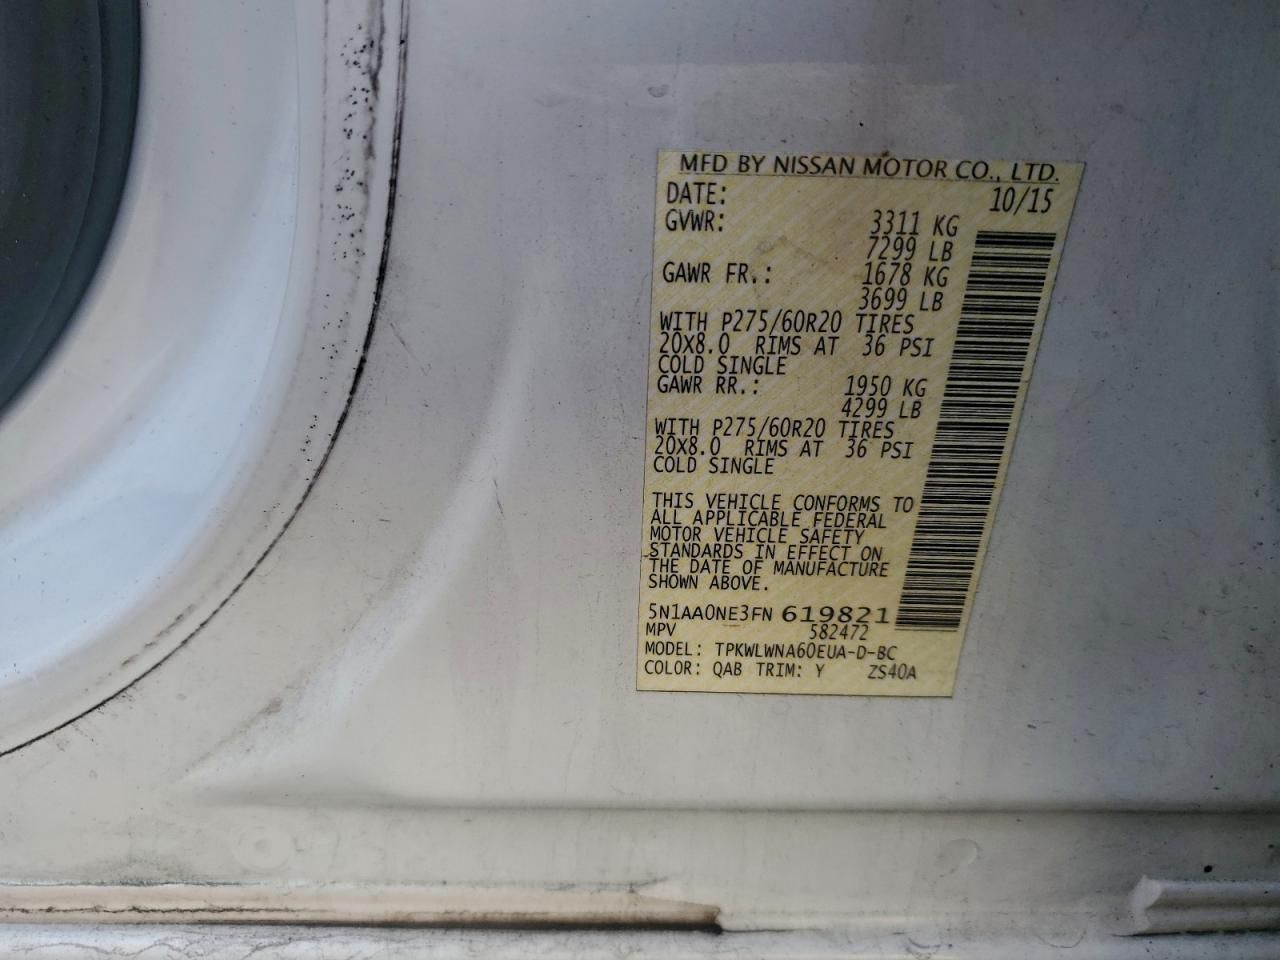 MFD BY NISSAN MOTOR CO., LTD.
DATE: 10/15
GVWR: 3311 KG
7299 LB
GAWR FR.: 1678 KG
3699 LB
WITH P275/60R20 TIRES
20X8.0 RIMS AT 36 PSI
COLD SINGLE
GAWR RR.: 1950 KG
4299 LB
WITH P275/60R20 TIRES
20X8.0 RIMS AT 36 PSI
COLD SINGLE
THIS VEHICLE CONFORMS TO
ALL APPLICABLE FEDERAL
MOTOR VEHICLE SAFETY
STANDARDS IN EFFECT ON
THE DATE OF MANUFACTURE
SHOWN ABOVE.
5N1AA0NE3FN 619821
MPV 582472
MODEL: TPKWLWNA60EUA-D-BC
COLOR: QAB TRIM: Y ZS40A